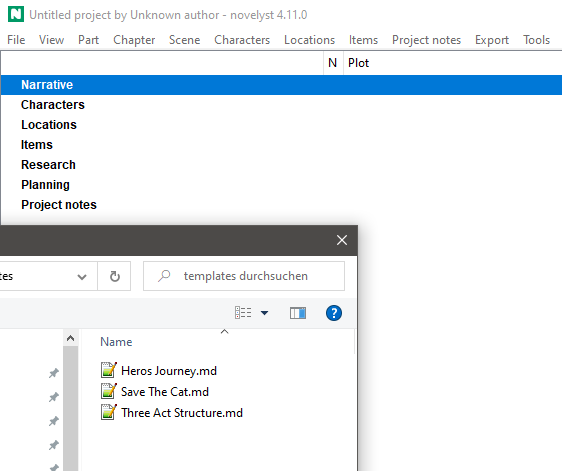 Untitled project by Unknown author - novelyst 4.11.0
File View Part Chapter Scene Characters Locations Items Project notes Export Tools
N Plot
Narrative
Characters
Locations
Items
Research
Planning
Project notes
tes
templates durchsuchen
Name
Heros Journey.md
Save The Cat.md
Three Act Structure.md